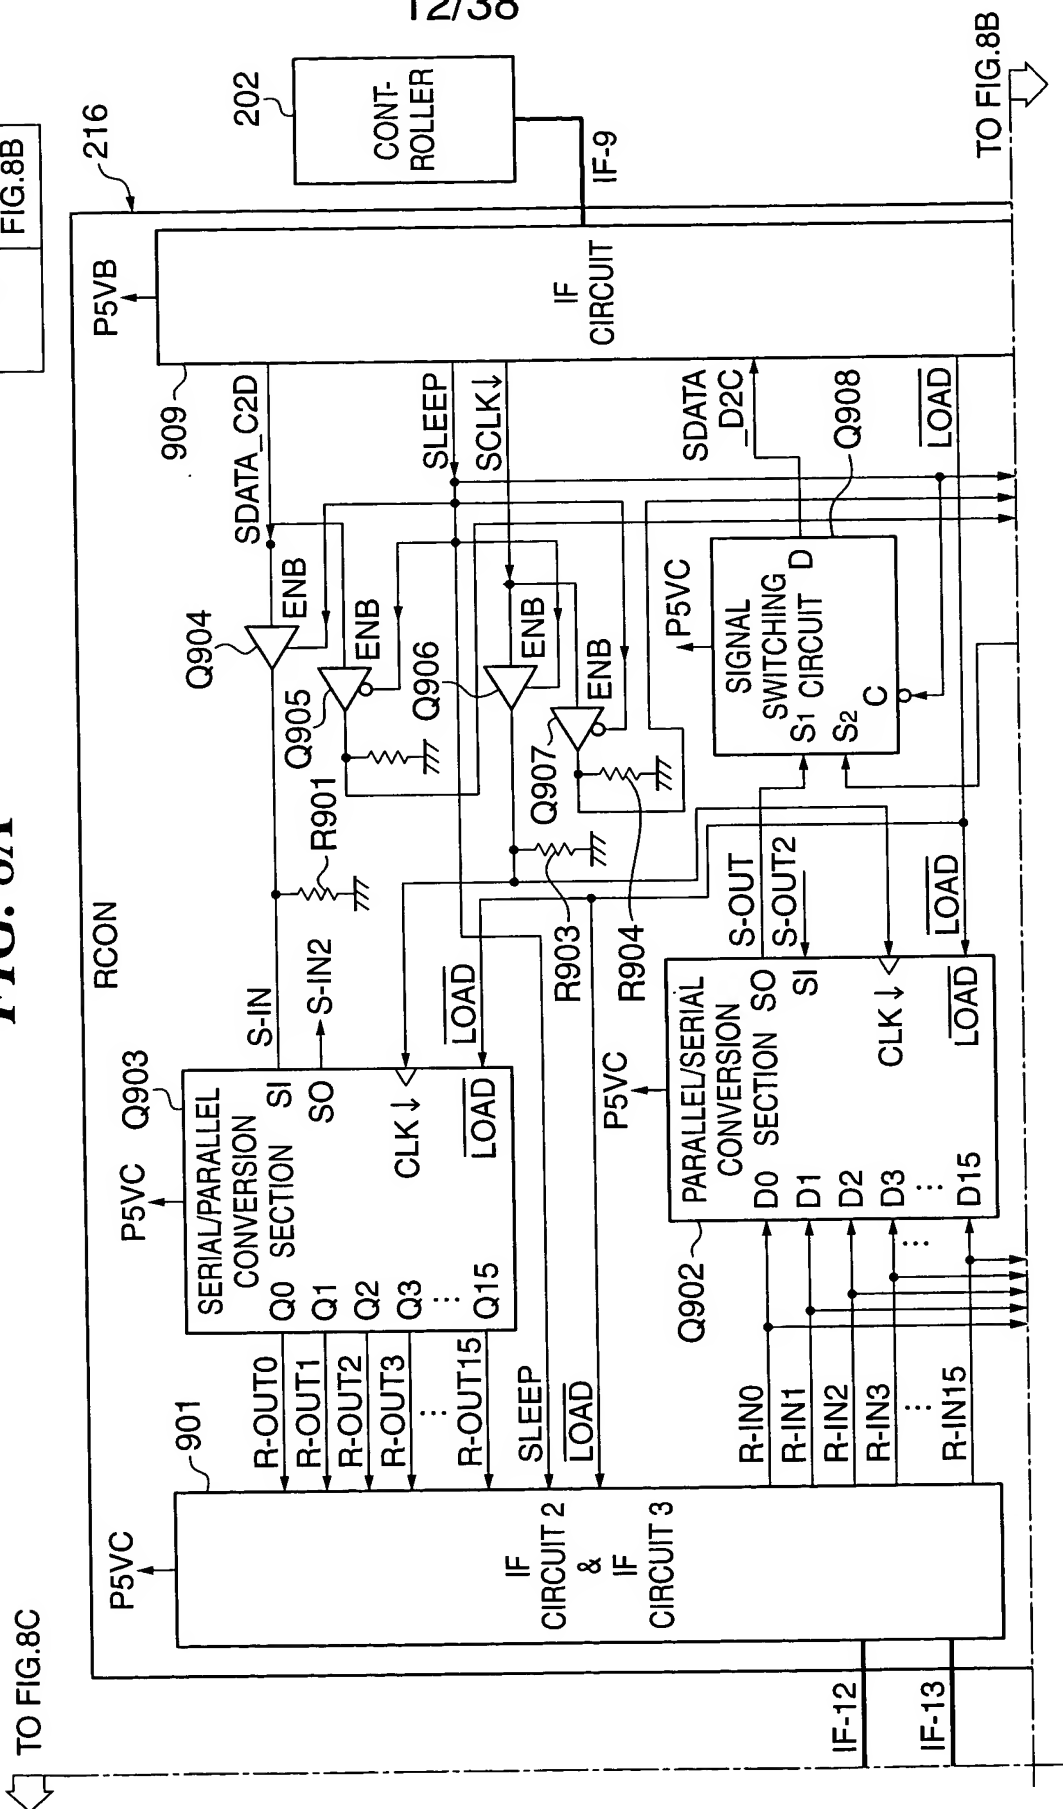 12/38
FIG. 8A
FIG.8B
TO FIG.8C
TO FIG.8B
RCON
216
202
CONT-
ROLLER
IF-9
P5VB
909
IF
CIRCUIT
SDATA_C2D
SLEEP
SCLK↓
SDATA
_D2C
Q908
LOAD
Q904
ENB
Q905
ENB
Q906
ENB
Q907
ENB
P5VC
SIGNAL
SWITCHING
CIRCUIT
D
S1
S2
C
R901
R903
R904
S-IN
S-IN2
LOAD
S-OUT
S-OUT2
LOAD
Q903
P5VC
SERIAL/PARALLEL
CONVERSION
SECTION
SI
SO
CLK↓
LOAD
Q0
Q1
Q2
Q3
⋮
Q15
P5VC
Q902
PARALLEL/SERIAL
CONVERSION
SECTION
SO
SI
CLK↓
LOAD
D0
D1
D2
D3
⋮
D15
R-OUT0
R-OUT1
R-OUT2
R-OUT3
⋮
R-OUT15
SLEEP
LOAD
R-IN0
R-IN1
R-IN2
R-IN3
⋮
R-IN15
901
P5VC
IF
CIRCUIT 2
&
IF
CIRCUIT 3
IF-12
IF-13